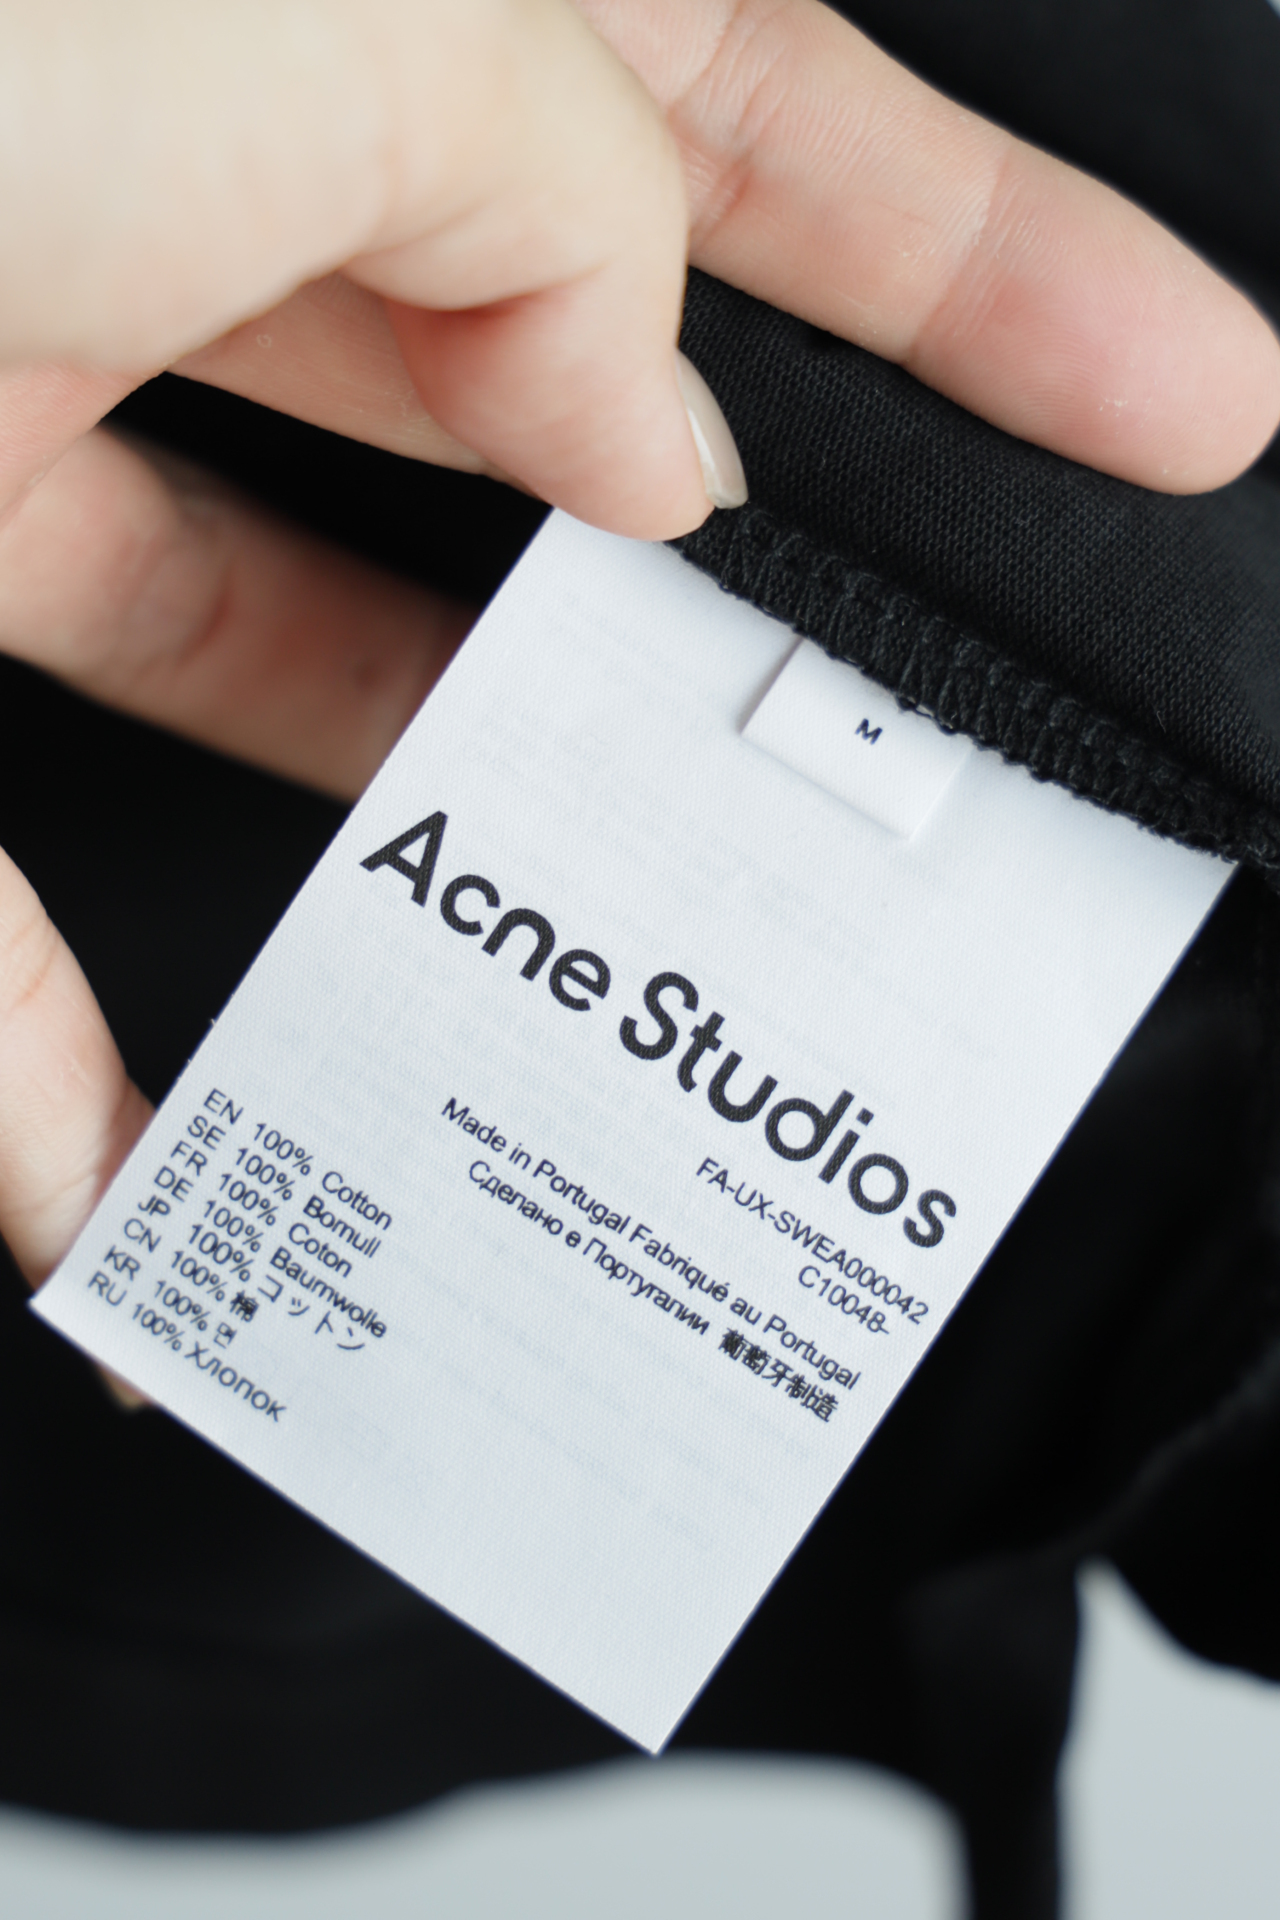 M
Acne Studios
FA-UX-SWEA000042
C10048-
Made in Portugal Fabriqué au Portugal
Сделано в Португалии 葡萄牙制造
EN 100% Cotton
SE 100% Bomull
FR 100% Coton
DE 100% Baumwolle
JP 100% コットン
CN 100% 棉
KR 100% 면
RU 100% Хлопок